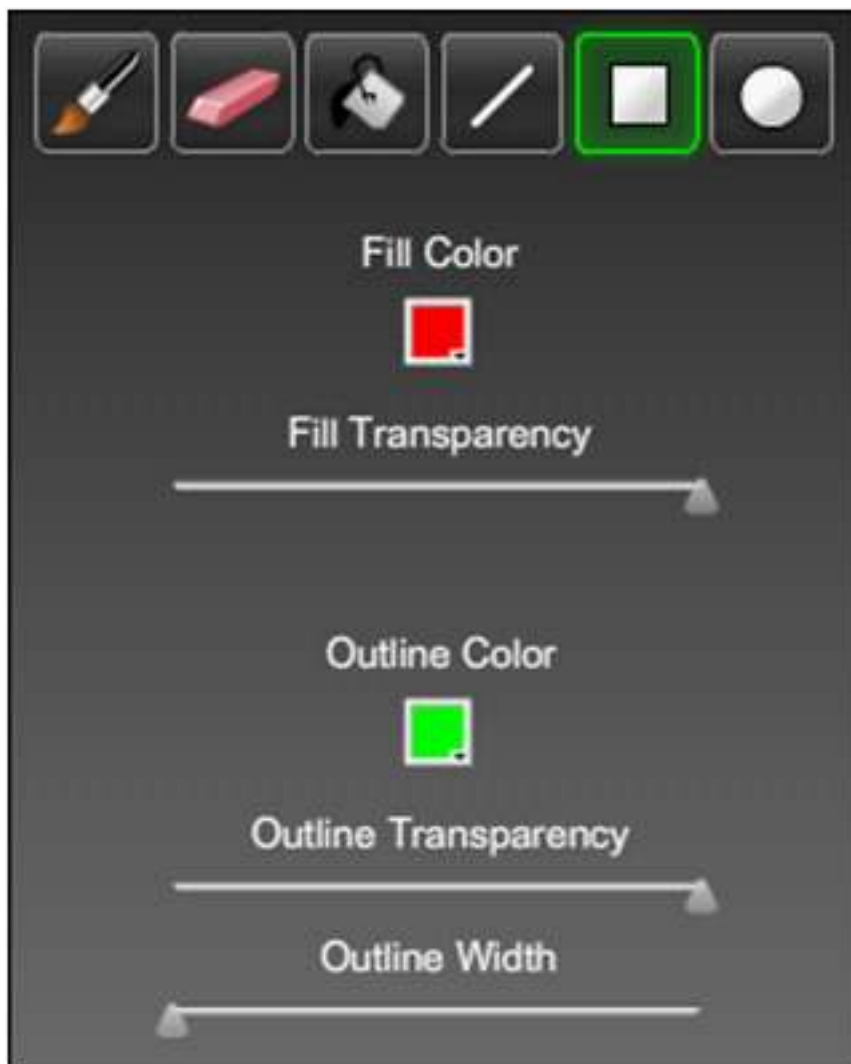 Fill Color
Fill Transparency
Outline Color
Outline Transparency
Outline Width